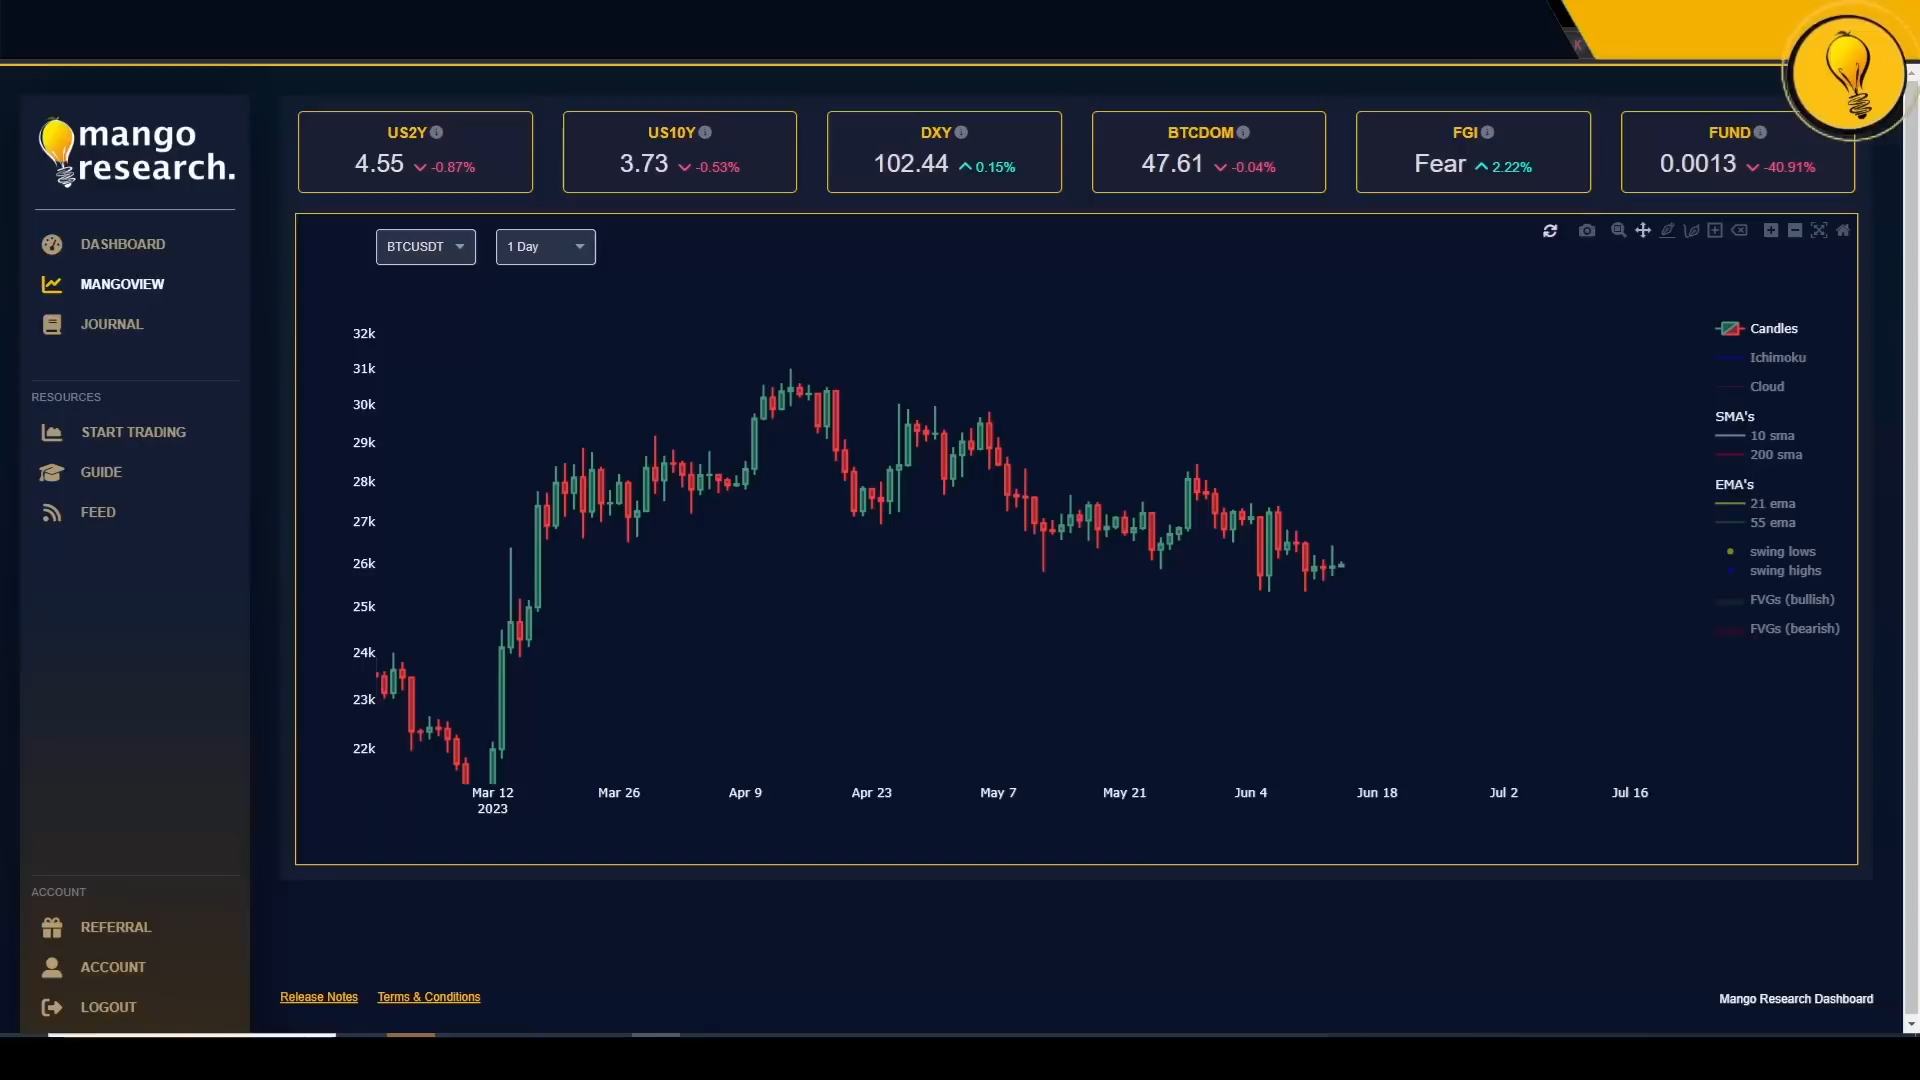 mango
research.
DASHBOARD
MANGOVIEW
JOURNAL
RESOURCES
START TRADING
GUIDE
FEED
ACCOUNT
REFERRAL
ACCOUNT
LOGOUT
US2Y
4.55 -0.87%
US10Y
3.73 -0.53%
DXY
102.44 0.15%
BTCDOM
47.61 -0.04%
FGI
Fear 2.22%
FUND
0.0013 -40.91%
K
BTCUSDT 1 Day
32k
31k
30k
29k
28k
27k
26k
25k
24k
23k
22k
Mar 12 Mar 26 Apr 9 Apr 23 May 7 May 21 Jun 4 Jun 18 Jul 2 Jul 16
2023
Candles
Ichimoku
Cloud
SMA's
10 sma
200 sma
EMA's
21 ema
55 ema
swing lows
swing highs
FVGs (bullish)
FVGs (bearish)
Release Notes Terms & Conditions
Mango Research Dashboard